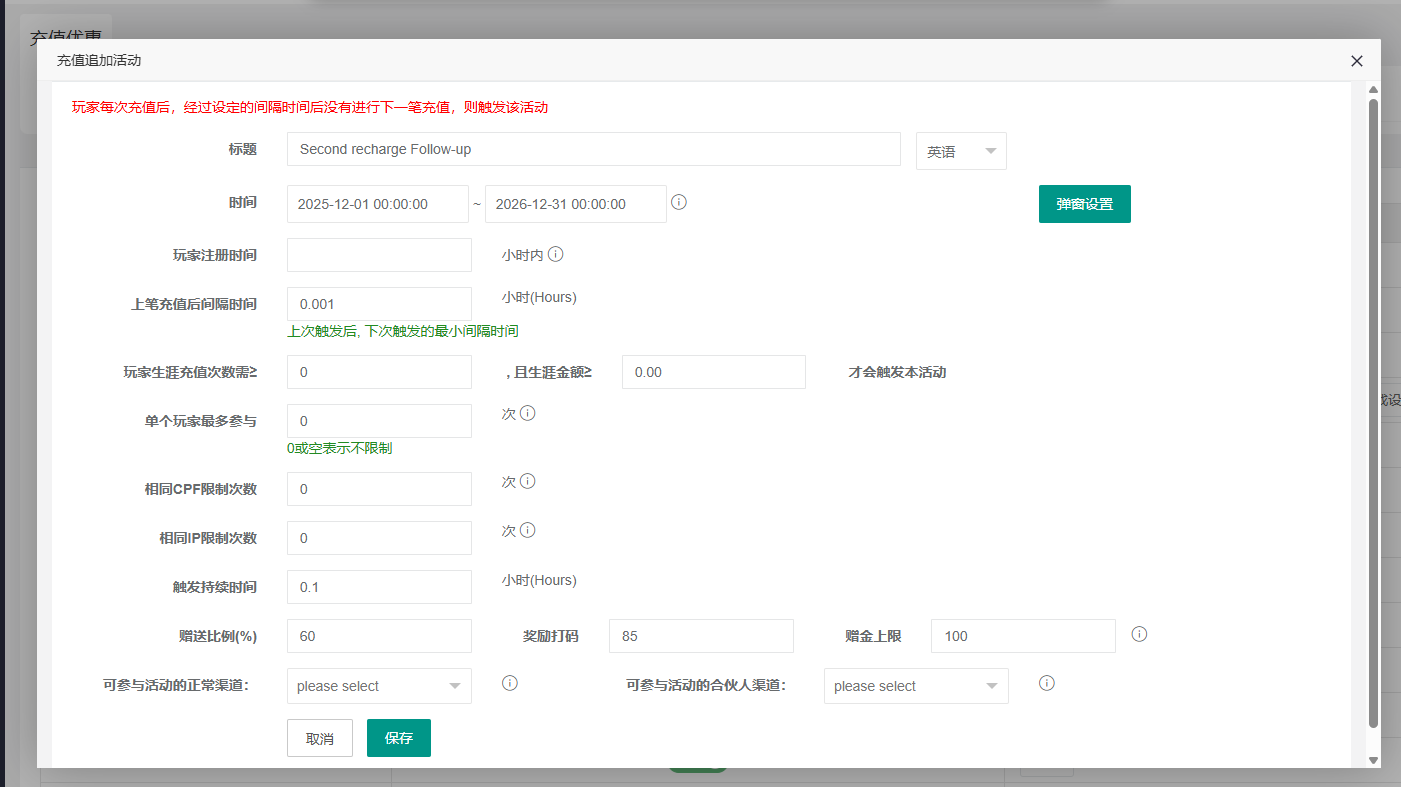 充值优惠
充值追加活动
玩家每次充值后，经过设定的间隔时间后没有进行下一笔充值，则触发该活动
标题 Second recharge Follow-up 英语
时间 2025-12-01 00:00:00 ~ 2026-12-31 00:00:00 弹窗设置
玩家注册时间 小时内
上笔充值后间隔时间 0.001 小时(Hours)
上次触发后, 下次触发的最小间隔时间
玩家生涯充值次数需≥ 0 , 且生涯金额≥ 0.00 才会触发本活动
单个玩家最多参与 0 次
0或空表示不限制
相同CPF限制次数 0 次
相同IP限制次数 0 次
触发持续时间 0.1 小时(Hours)
赠送比例(%) 60 奖励打码 85 赠金上限 100
可参与活动的正常渠道： please select 可参与活动的合伙人渠道： please select
取消 保存